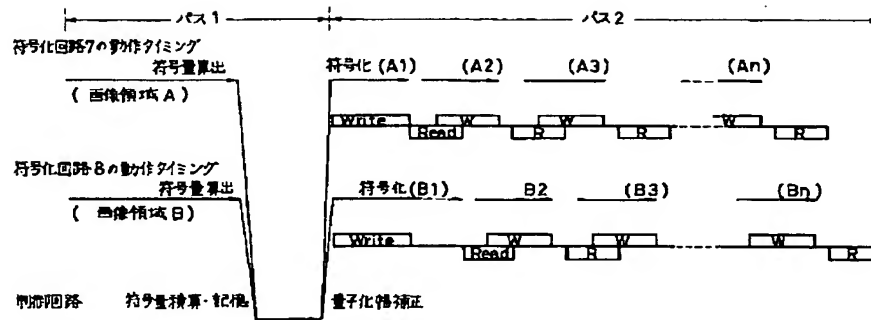 パス1 パス2
符号化回路7の動作タイミング
符号量算出 符号化 (A1) (A2) (A3) (An)
(画像領域A)
Write W W W
Read R R R
符号化回路8の動作タイミング
符号量算出 符号化 (B1) B2 (B3) (Bn)
(画像領域B)
Write W W W
Read R R
制御回路 符号量積算・記憶 量子化幅補正